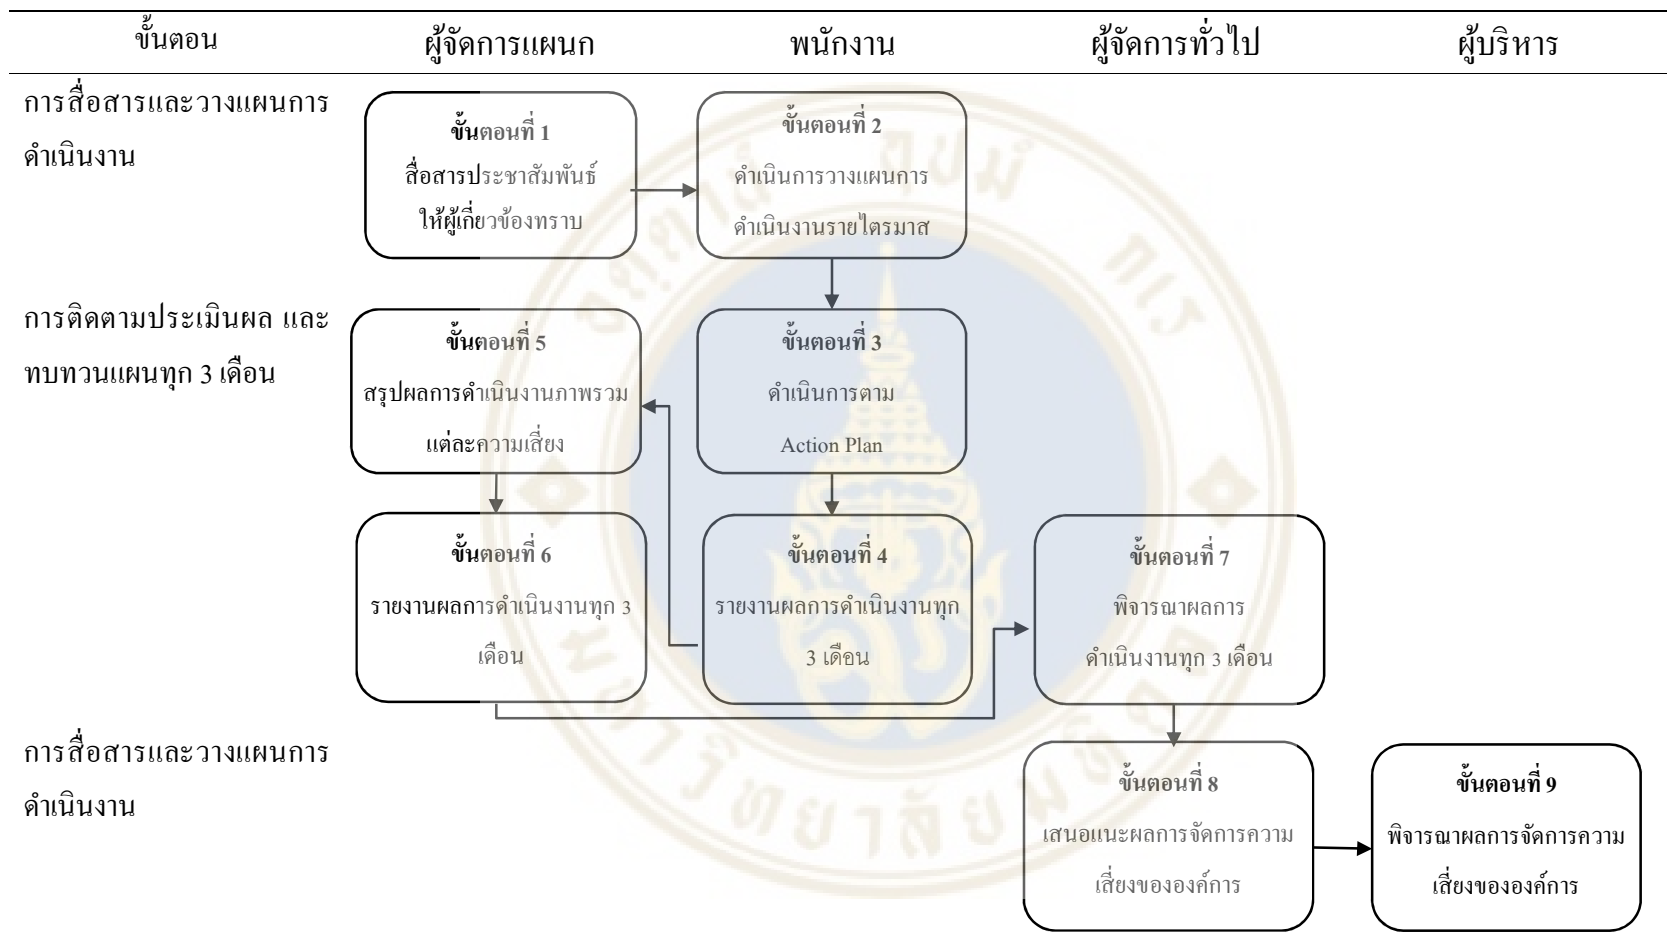 ขั้นตอน
ผู้จัดการแผนก
พนักงาน
ผู้จัดการทั่วไป
ผู้บริหาร
การสื่อสารและวางแผนการ
ดำเนินงาน
ขั้นตอนที่ 1
สื่อสารประชาสัมพันธ์
ให้ผู้เกี่ยวข้องทราบ
ขั้นตอนที่ 2
ดำเนินการวางแผนการ
ดำเนินงานรายไตรมาส
การติดตามประเมินผล และ
ทบทวนแผนทุก 3 เดือน
ขั้นตอนที่ 5
สรุปผลการดำเนินงานภาพรวม
แต่ละความเสี่ยง
ขั้นตอนที่ 3
ดำเนินการตาม
Action Plan
ขั้นตอนที่ 6
รายงานผลการดำเนินงานทุก 3
เดือน
ขั้นตอนที่ 4
รายงานผลการดำเนินงานทุก
3 เดือน
ขั้นตอนที่ 7
พิจารณาผลการ
ดำเนินงานทุก 3 เดือน
การสื่อสารและวางแผนการ
ดำเนินงาน
ขั้นตอนที่ 8
เสนอแนะผลการจัดการความ
เสี่ยงขององค์การ
ขั้นตอนที่ 9
พิจารณาผลการจัดการความ
เสี่ยงขององค์การ
มหาวิทยาลัยมหิดล